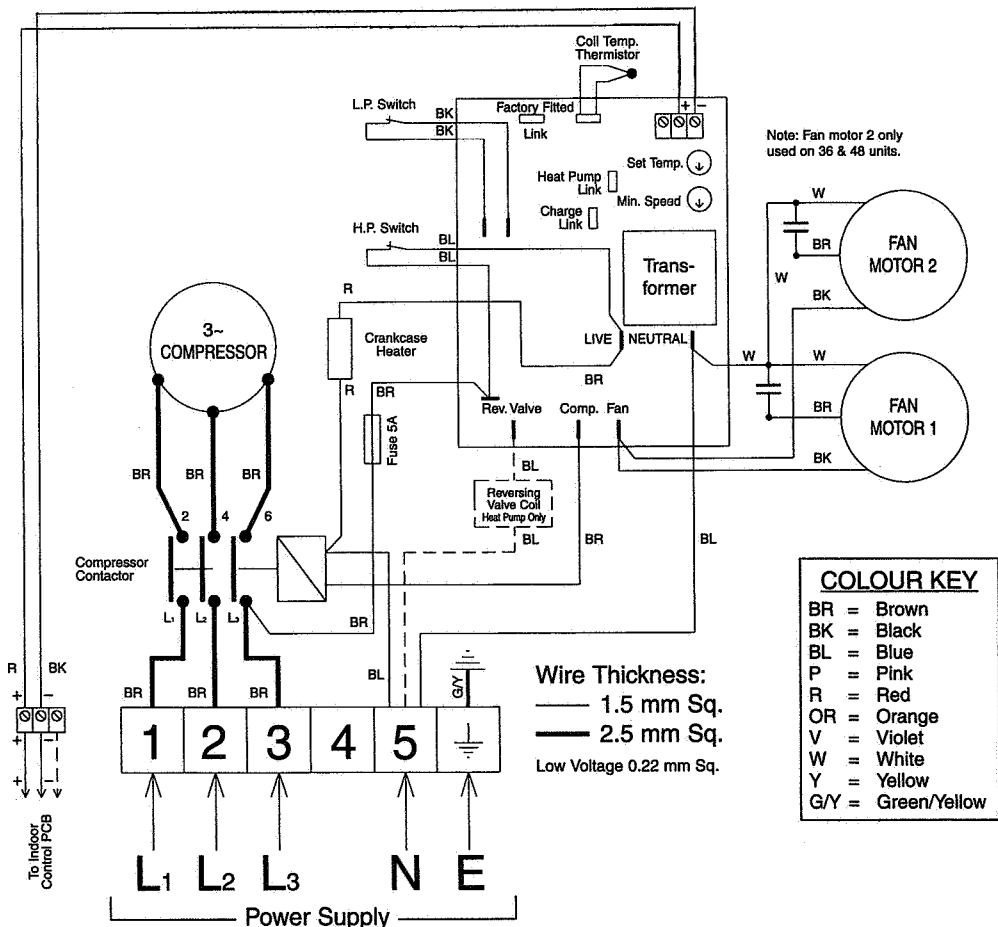 Coil Temp.
Thermistor
L.P. Switch
BK
BK
Factory Fitted
Link
+ −
Note: Fan motor 2 only
used on 36 & 48 units.
Set Temp.
Heat Pump
Link
Min. Speed
Charge
Link
W
BR
FAN
MOTOR 2
W
BK
H.P. Switch
BL
BL
Trans-
former
R
3~
COMPRESSOR
Crankcase
Heater
LIVE
NEUTRAL
W
W
R
BR
BR
BR
FAN
MOTOR 1
Rev. Valve
Comp.
Fan
Fuse 5A
BK
BR
BR
BR
BL
Reversing
Valve Coil
Heat Pump Only
2
4
6
BL
BR
BL
Compressor
Contactor
L1
L2
L3
BR
R
BK
+
−
BR
BR
BR
BL
G/Y
Wire Thickness:
1.5 mm Sq.
2.5 mm Sq.
Low Voltage 0.22 mm Sq.
1
2
3
4
5
+
−
+
−
To Indoor
Control PCB
L1
L2
L3
N
E
Power Supply
COLOUR KEY
BR = Brown
BK = Black
BL = Blue
P = Pink
R = Red
OR = Orange
V = Violet
W = White
Y = Yellow
G/Y = Green/Yellow